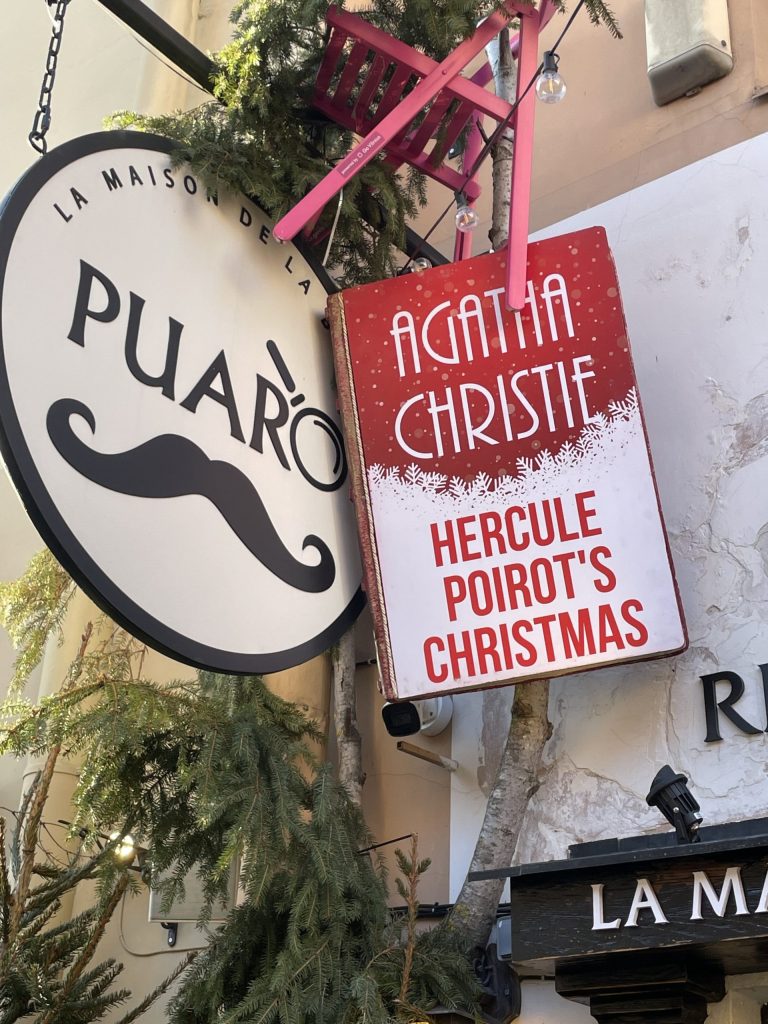 LA MAISON DE LA
PUARO
AGATHA
CHRISTIE
HERCULE
POIROT'S
CHRISTMAS
LA MA